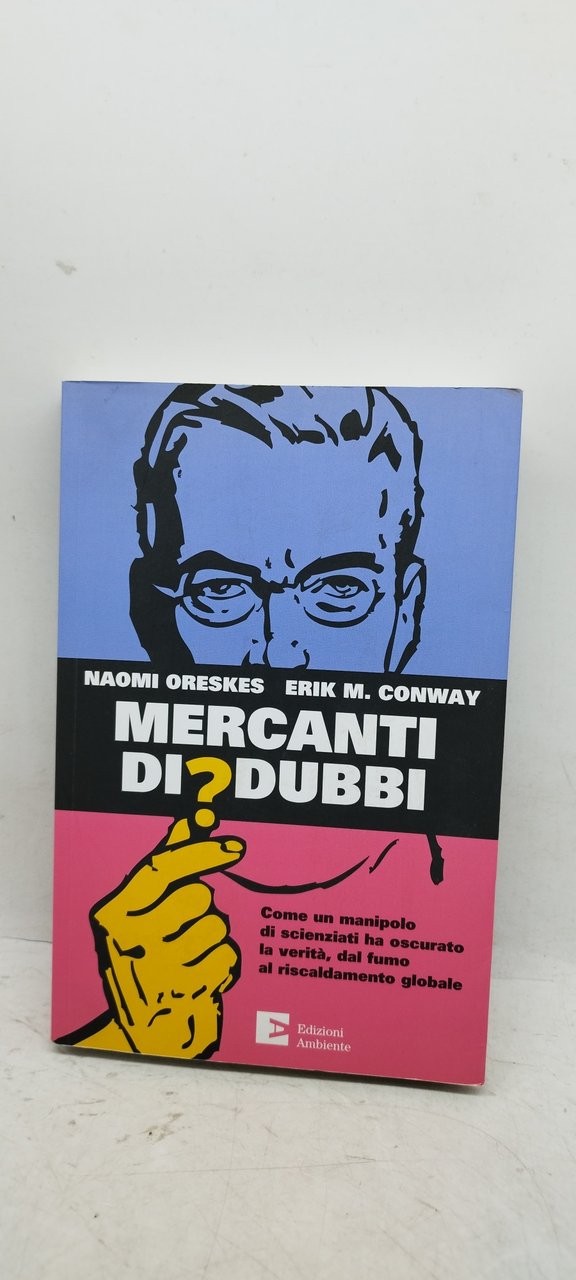 NAOMI ORESKES ERIK M. CONWAY
MERCANTI
DI?DUBBI
Come un manipolo
di scienziati ha oscurato
la verità, dal fumo
al riscaldamento globale
Edizioni
Ambiente